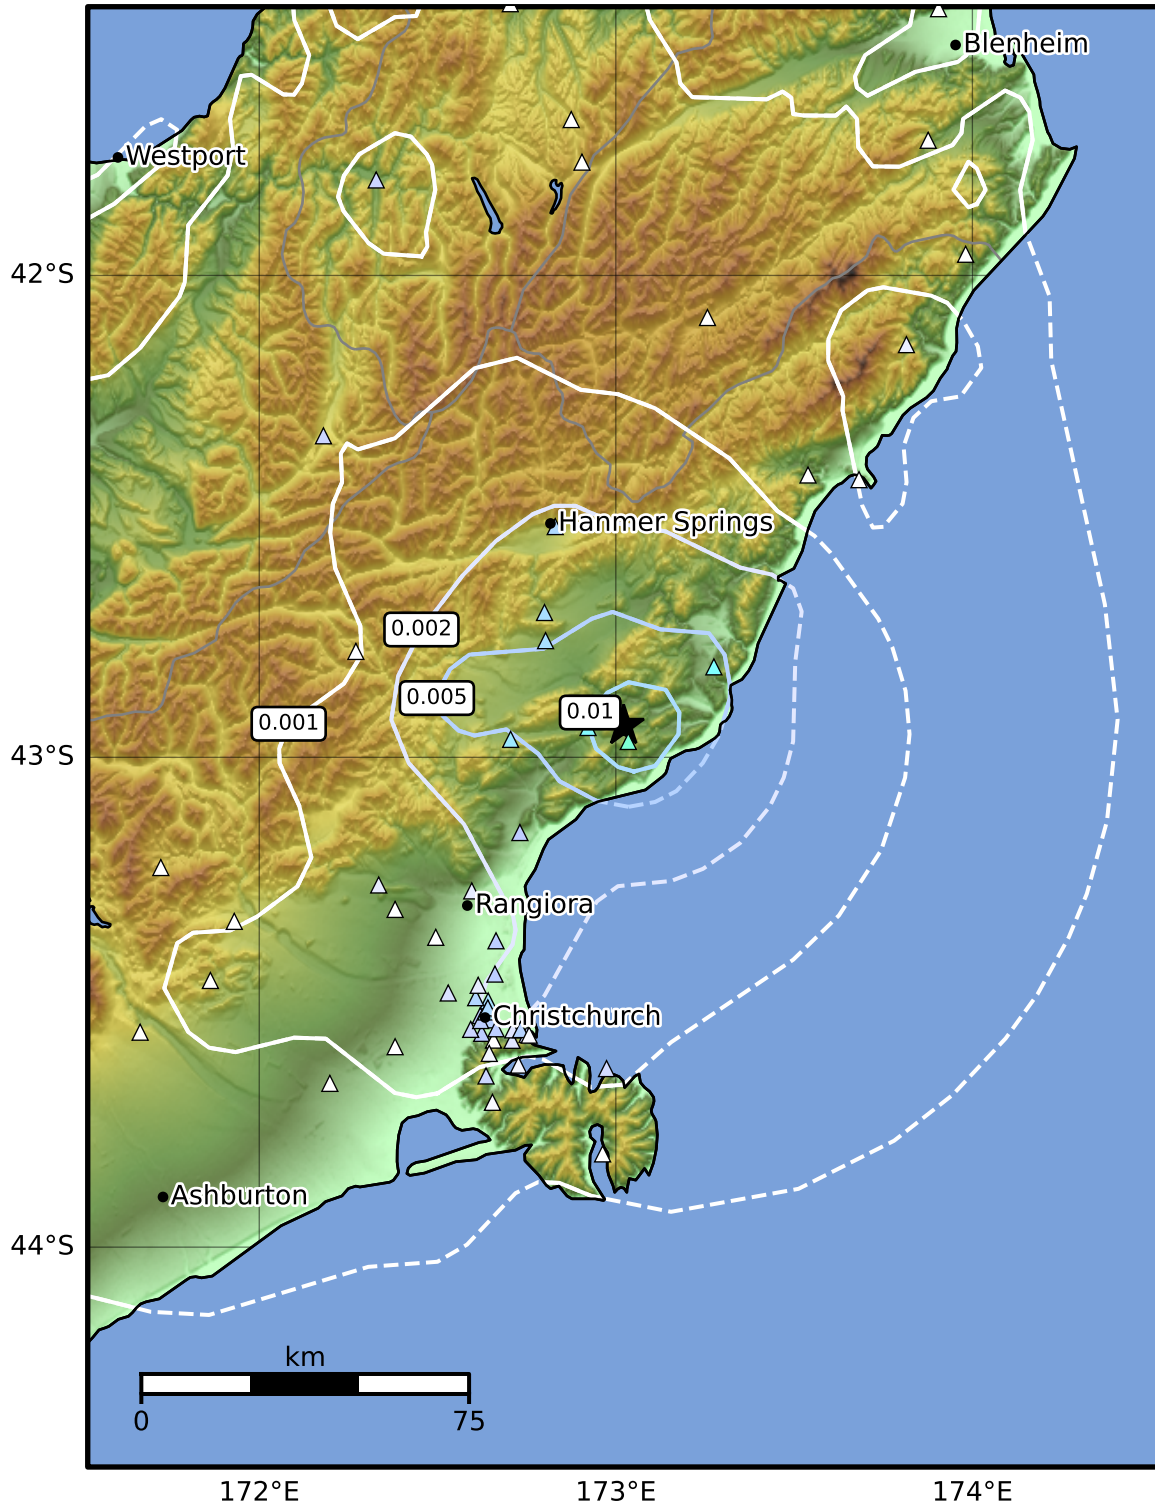 Blenheim
Westport
42°S
Hanmer Springs
0.002
0.005
0.01
0.001
43°S
Rangiora
Christchurch
Ashburton
44°S
km
0
75
172°E
173°E
174°E